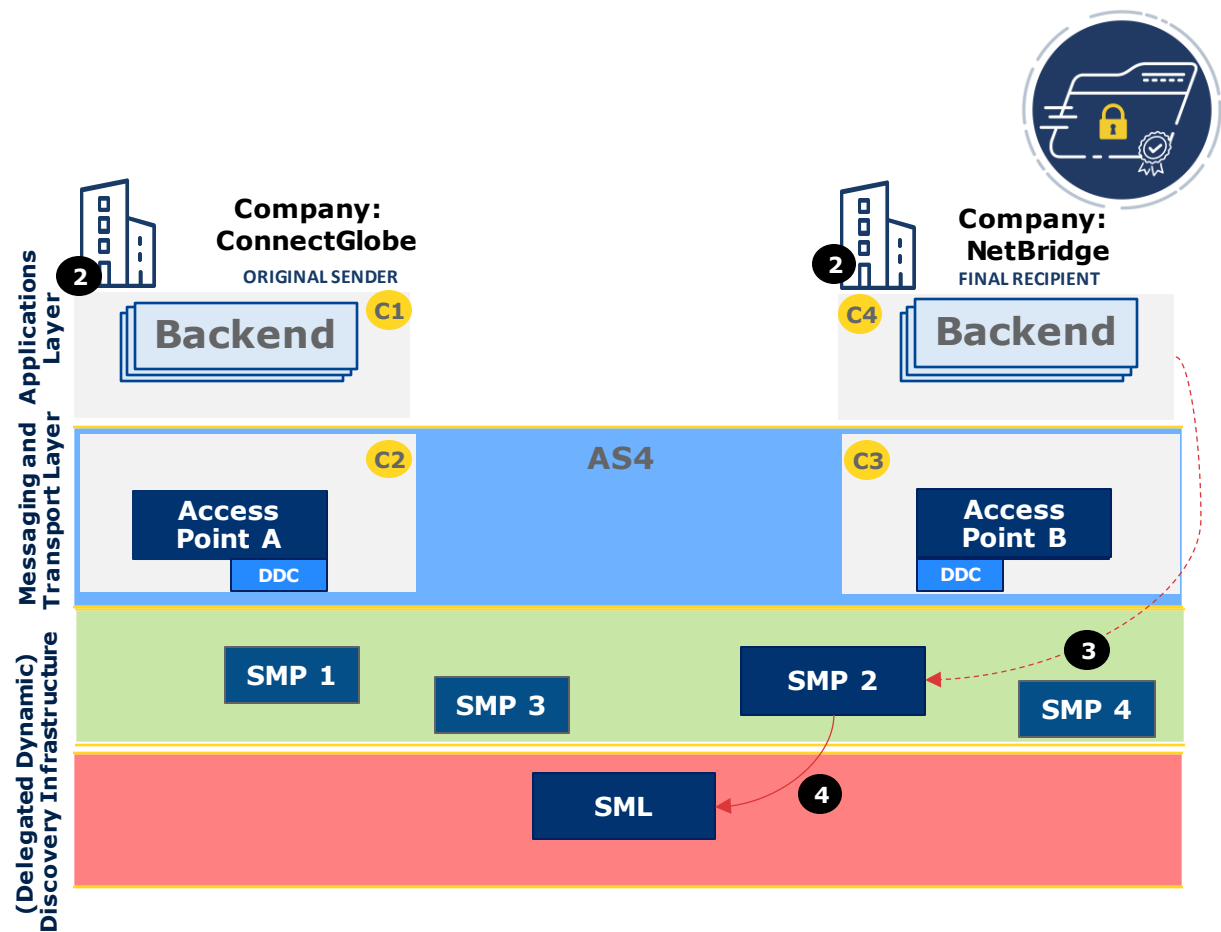 Company:
ConnectGlobe
ORIGINAL SENDER
2
C1
Backend
Company:
NetBridge
FINAL RECIPIENT
2
C4
Backend
Applications
Layer
Messaging and
Transport Layer
C2
Access
Point A
DDC
AS4
C3
Access
Point B
DDC
(Delegated Dynamic)
Discovery Infrastructure
SMP 1
SMP 3
SMP 2
3
SMP 4
SML
4